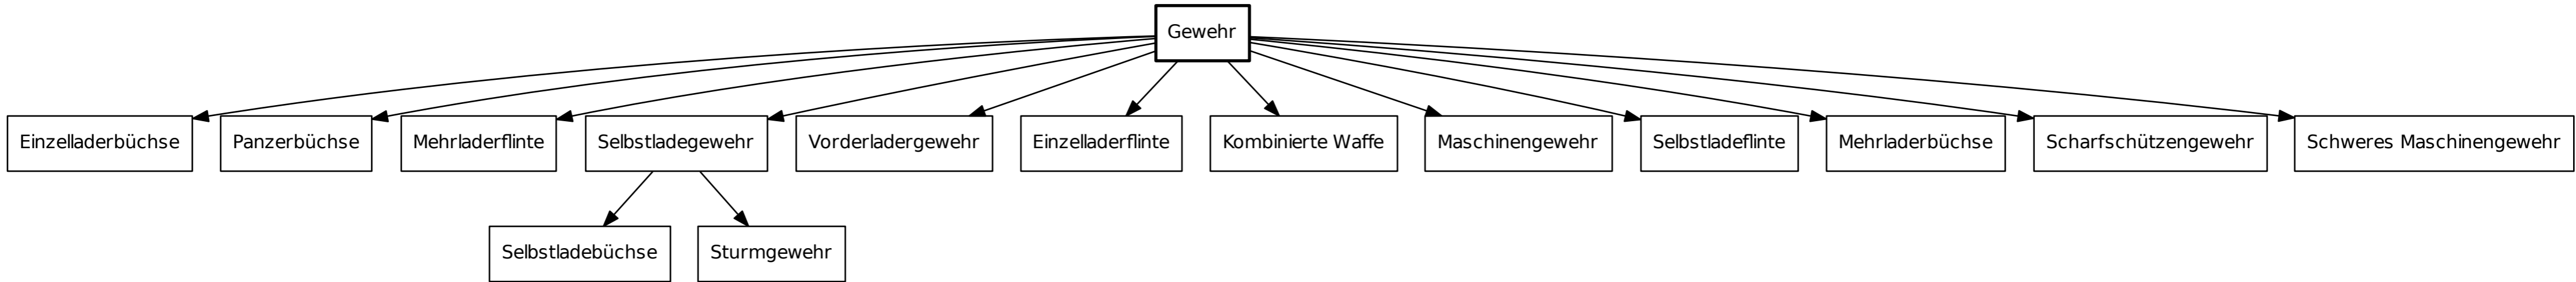 Gewehr
Einzelladerbüchse
Panzerbüchse
Mehrladerflinte
Selbstladegewehr
Vorderladergewehr
Einzelladerflinte
Kombinierte Waffe
Maschinengewehr
Selbstladeflinte
Mehrladerbüchse
Scharfschützengewehr
Schweres Maschinengewehr
Selbstladebüchse
Sturmgewehr